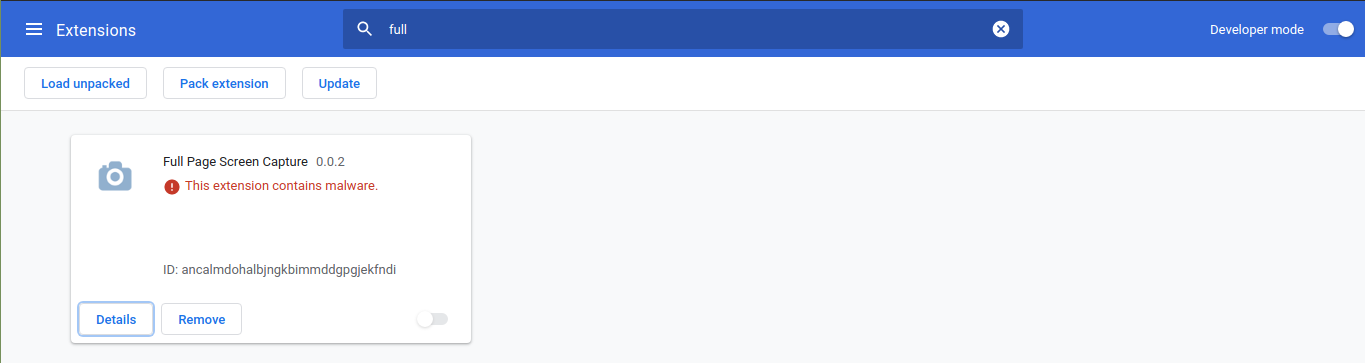 Extensions
full
Developer mode
Load unpacked
Pack extension
Update
Full Page Screen Capture 0.0.2
This extension contains malware.
ID: ancalmdohalbjngkbimmddgpgjekfndi
Details
Remove